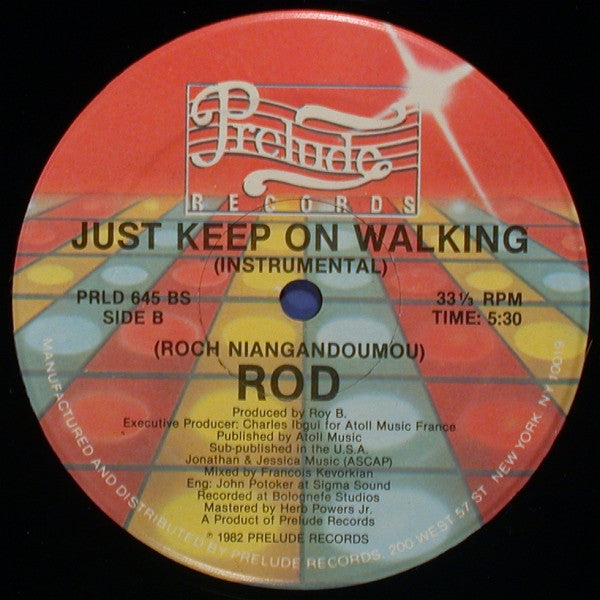 Prelude
RECORDS
JUST KEEP ON WALKING
(INSTRUMENTAL)
PRLD 645 BS
SIDE B
33⅓ RPM
TIME: 5:30
(ROCH NIANGANDOUMOU)
ROD
Produced by Roy B.
Executive Producer: Charles Ibgui for Atoll Music France
Published by Atoll Music
Sub-published in the U.S.A.
Jonathan & Jessica Music (ASCAP)
Mixed by Francois Kevorkian
Eng: John Potoker at Sigma Sound
Recorded at Bolognefe Studios
Mastered by Herb Powers Jr.
A Product of Prelude Records
℗ 1982 PRELUDE RECORDS
MANUFACTURED AND DISTRIBUTED BY PRELUDE RECORDS, 200 WEST 57 ST NEW YORK, NY 10019